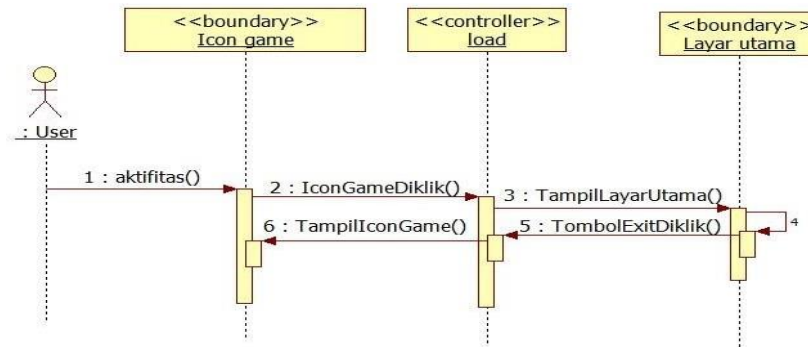 <<boundary>>
Icon game
<<controller>>
load
<<boundary>>
Layar utama
: User
1 : aktifitas()
2 : IconGameDiklik()
3 : TampilLayarUtama()
4
5 : TombolExitDiklik()
6 : TampilIconGame()